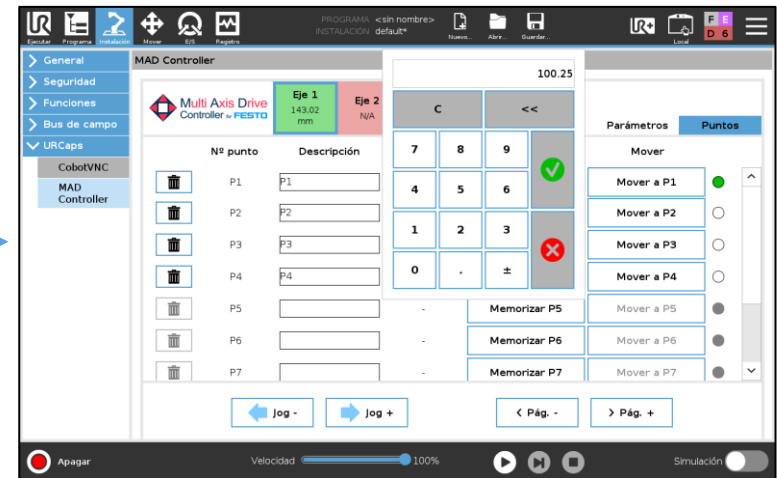 PROGRAMA <sin nombre>
INSTALACIÓN default*
Ejecutar Programa Instalación Mover E/S Registro Nuevo... Abrir... Guardar... Local
UR+
F E
D 6
General
MAD Controller
Seguridad
Funciones
Bus de campo
URCaps
CobotVNC
MAD
Controller
Multi Axis Drive
Controller for FESTO
Eje 1
143,02
mm
Eje 2
N/A
100.25
C <<
7 8 9
4 5 6
1 2 3
0 . ±
Parámetros Puntos
Nº punto Descripción Mover
P1 P1 Mover a P1
P2 P2 Mover a P2
P3 P3 Mover a P3
P4 P4 Mover a P4
P5 - Memorizar P5 Mover a P5
P6 - Memorizar P6 Mover a P6
P7 - Memorizar P7 Mover a P7
Jog - Jog + < Pág. - > Pág. +
Apagar Velocidad 100% Simulación